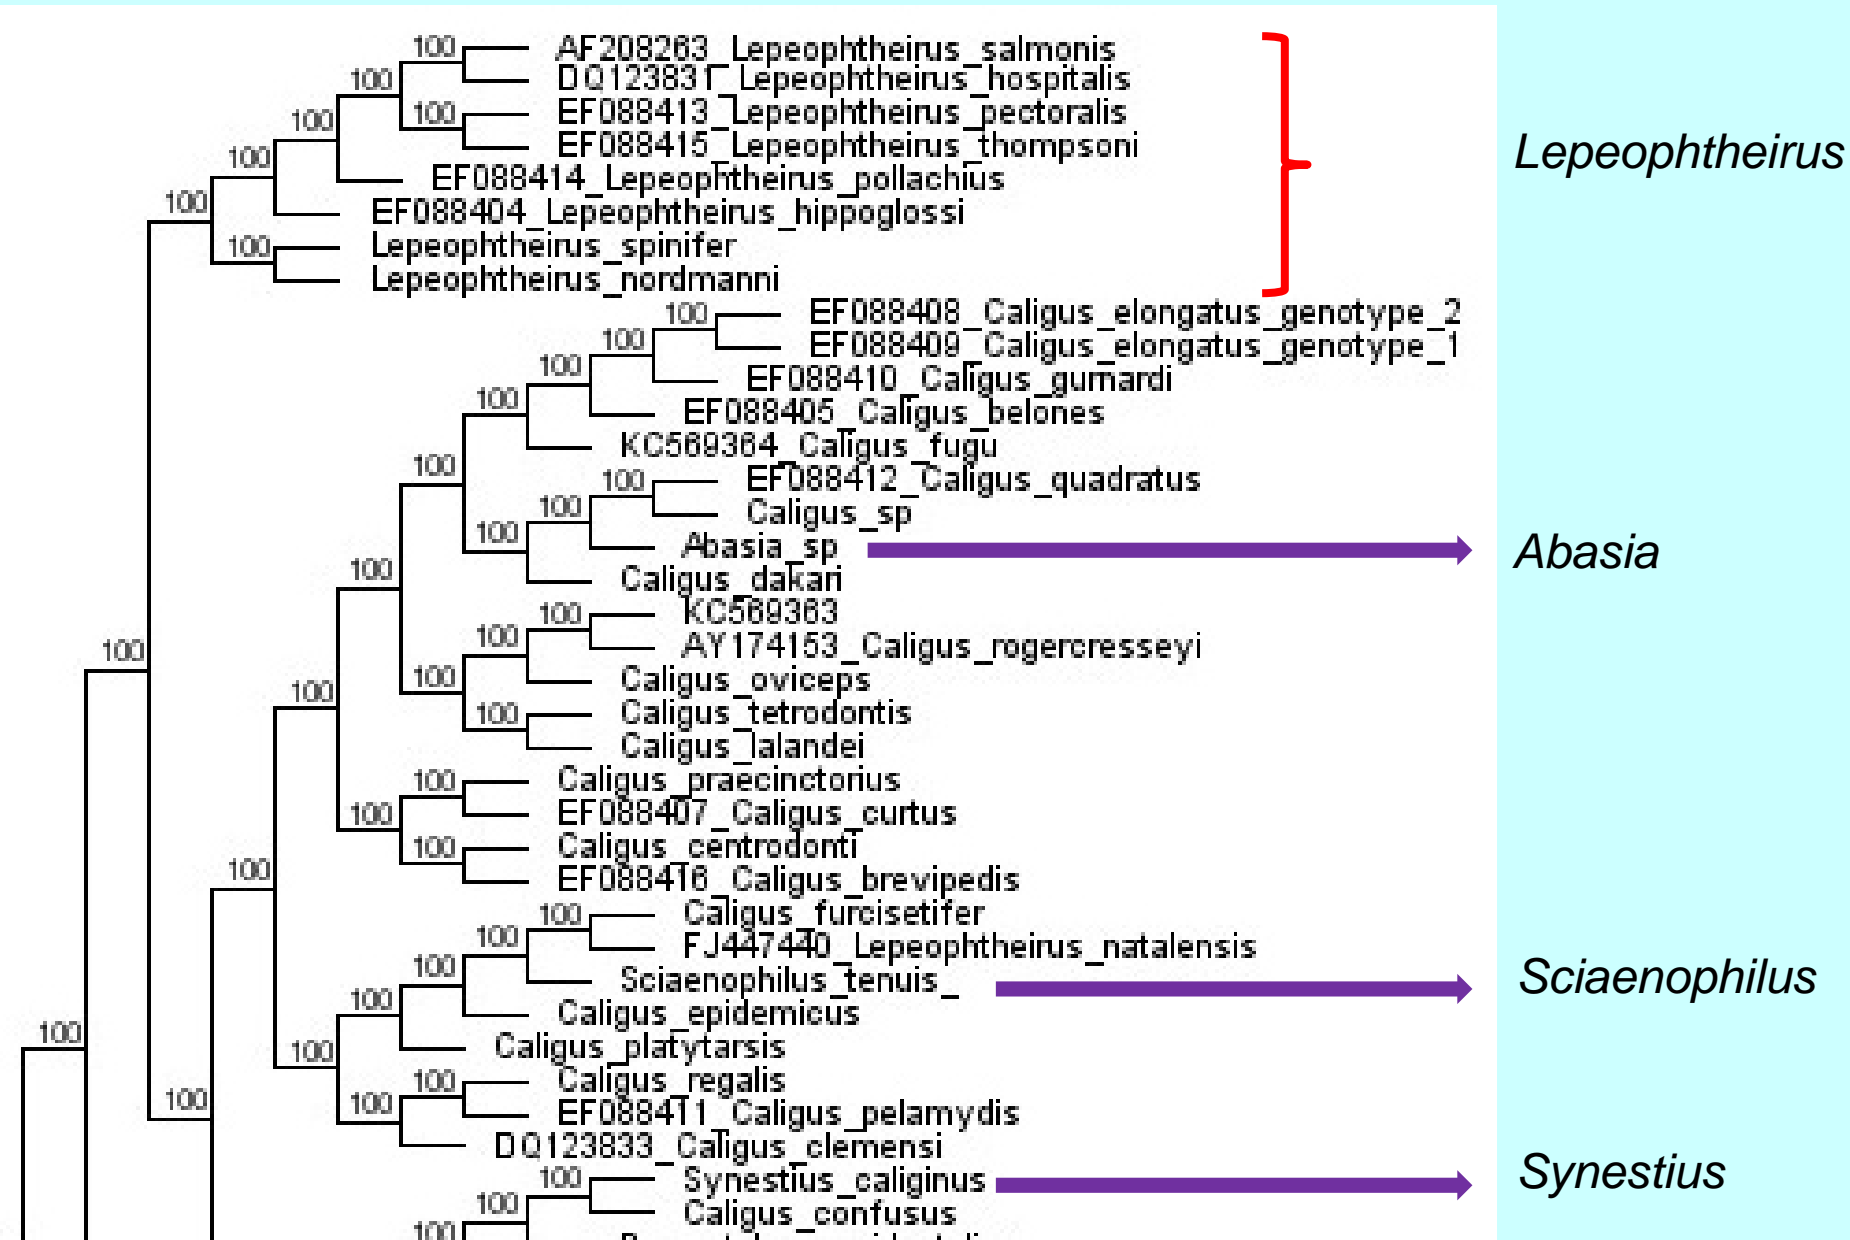 100 AF208263_Lepeophtheirus_salmonis
100 DQ123831_Lepeophtheirus_hospitalis
100 100 EF088413_Lepeophtheirus_pectoralis
EF088415_Lepeophtheirus_thompsoni
Lepeophtheirus
100 EF088414_Lepeophtheirus_pollachius
100 EF088404_Lepeophtheirus_hippoglossi
100 Lepeophtheirus_spinifer
Lepeophtheirus_nordmanni
100 EF088408_Caligus_elongatus_genotype_2
100 EF088409_Caligus_elongatus_genotype_1
100 EF088410_Caligus_gurnardi
100 EF088405_Caligus_belones
KC569364_Caligus_fugu
100 100 EF088412_Caligus_quadratus
100 Caligus_sp
100 Abasia_sp
Abasia
100 Caligus_dakari
100 KC569363
100 100 AY174153_Caligus_rogercresseyi
100 Caligus_oviceps
100 100 Caligus_tetrodontis
Caligus_lalandei
100 Caligus_praecinctorius
100 EF088407_Caligus_curtus
100 Caligus_centrodonti
100 EF088416_Caligus_brevipedis
100 Caligus_furcisetifer
100 FJ447440_Lepeophtheirus_natalensis
100 Sciaenophilus_tenuis_
Sciaenophilus
100 Caligus_epidemicus
100 100 Caligus_platytarsis
100 Caligus_regalis
100 100 EF088411_Caligus_pelamydis
DQ123833_Caligus_clemensi
100 Synestius_caliginus
Synestius
100 Caligus_confusus
100